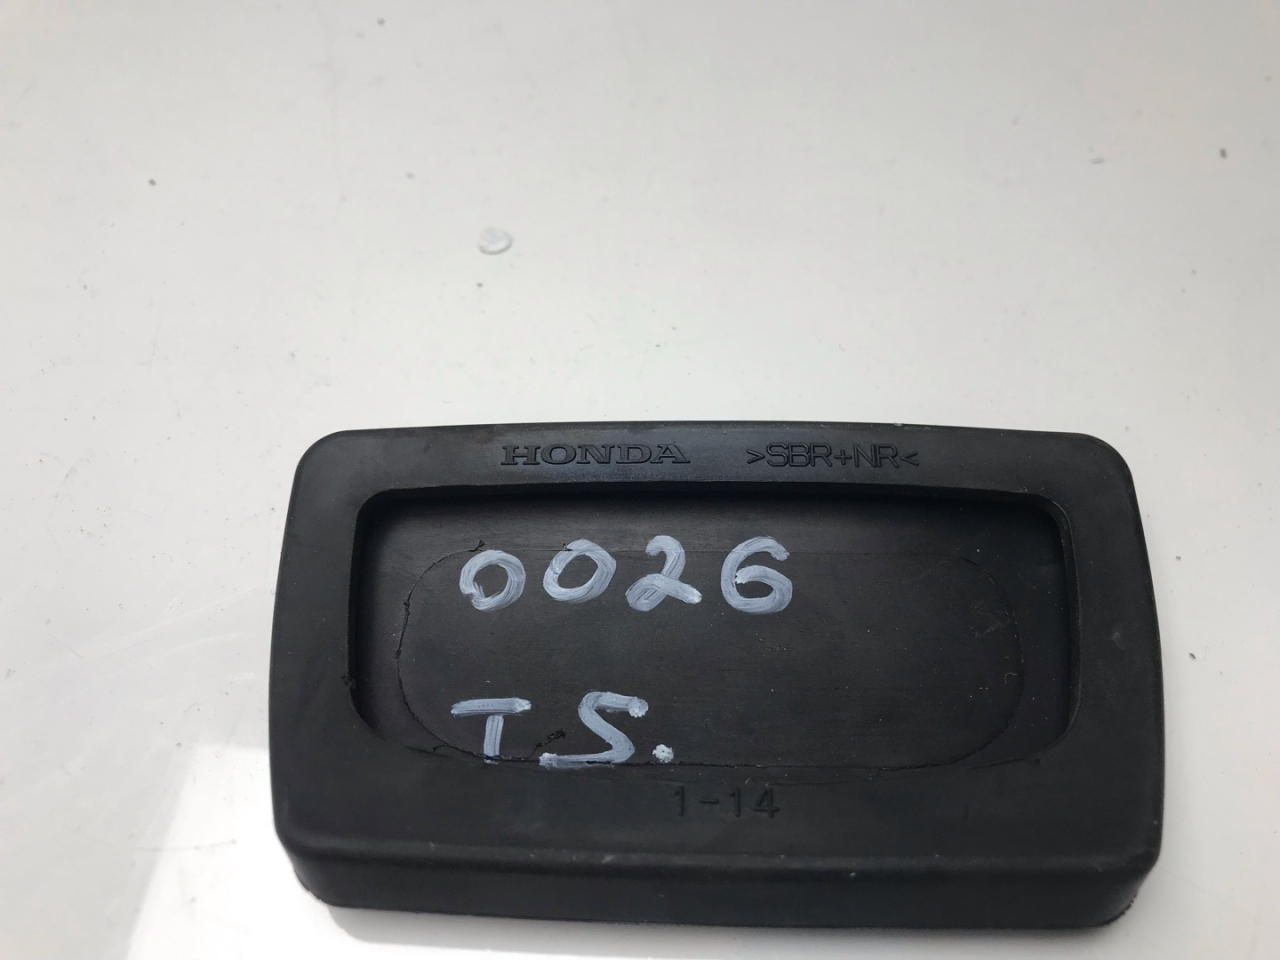 HONDA >SBR+NR<
0026
T.S.
1-14